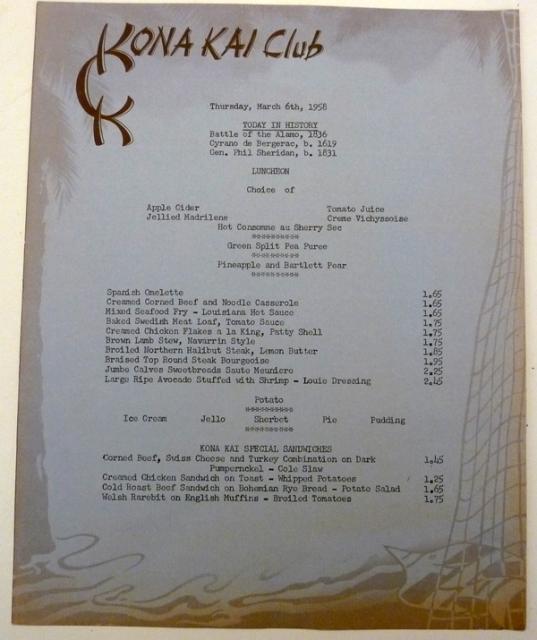 KONA KAI Club
CKK
Thursday, March 6th, 1958
TODAY IN HISTORY
Battle of the Alamo, 1836
Cyrano de Bergerac, b. 1619
Gen. Phil Sheridan, b. 1831
LUNCHEON
Choice of
Apple Cider Tomato Juice
Jellied Madrilene Creme Vichyssoise
Hot Consomme au Sherry Sec
**********
Green Split Pea Puree
**********
Pineapple and Bartlett Pear
**********
Spanish Omelette 1.65
Creamed Corned Beef and Noodle Casserole 1.65
Mixed Seafood Fry - Louisiana Hot Sauce 1.65
Baked Swedish Meat Loaf, Tomato Sauce 1.75
Creamed Chicken Flakes a la King, Patty Shell 1.75
Brown Lamb Stew, Navarrin Style 1.75
Broiled Northern Halibut Steak, Lemon Butter 1.85
Braised Top Round Steak Bourgeoise 1.95
Jumbo Calves Sweetbreads Saute Meuniere 2.25
Large Ripe Avocado Stuffed with Shrimp - Louie Dressing 2.45
Potato
**********
Ice Cream Jello Sherbet Pie Pudding
**********
KONA KAI SPECIAL SANDWICHES
Corned Beef, Swiss Cheese and Turkey Combination on Dark 1.45
Pumpernckel - Cole Slaw
Creamed Chicken Sandwich on Toast - Whipped Potatoes 1.25
Cold Roast Beef Sandwich on Bohemian Rye Bread - Potato Salad 1.65
Welsh Rarebit on English Muffins - Broiled Tomatoes 1.75